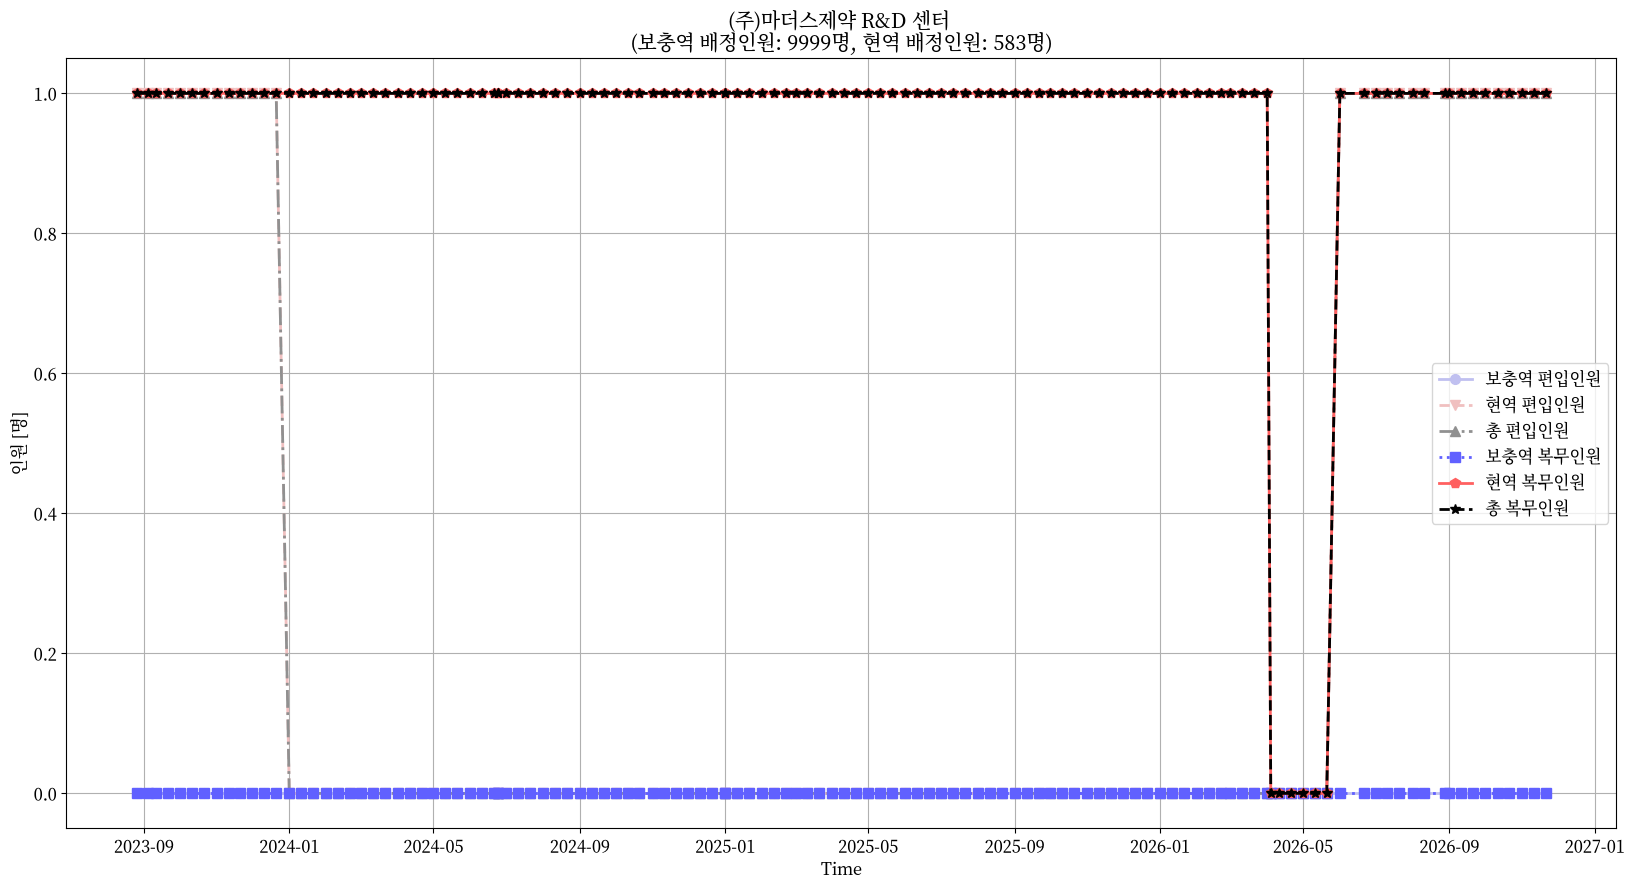 (주)마더스제약 R&D 센터
(보충역 배정인원: 9999명, 현역 배정인원: 583명)
인원 [명]
1.0
0.8
0.6
0.4
0.2
0.0
보충역 편입인원
현역 편입인원
총 편입인원
보충역 복무인원
현역 복무인원
총 복무인원
2023-09 2024-01 2024-05 2024-09 2025-01 2025-05 2025-09 2026-01 2026-05 2026-09 2027-01
Time